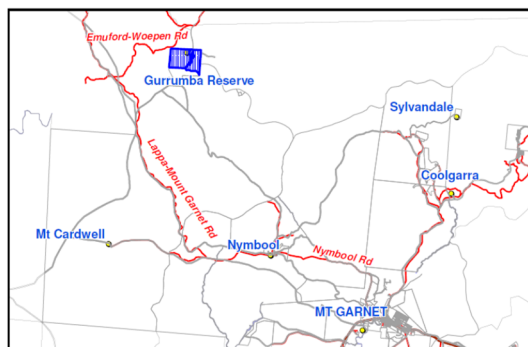 Emuford-Woepen Rd
Gurrumba Reserve
Sylvandale
Lappa-Mount Garnet Rd
Coolgarra
Mt Cardwell
Nymbool
Nymbool Rd
MT GARNET